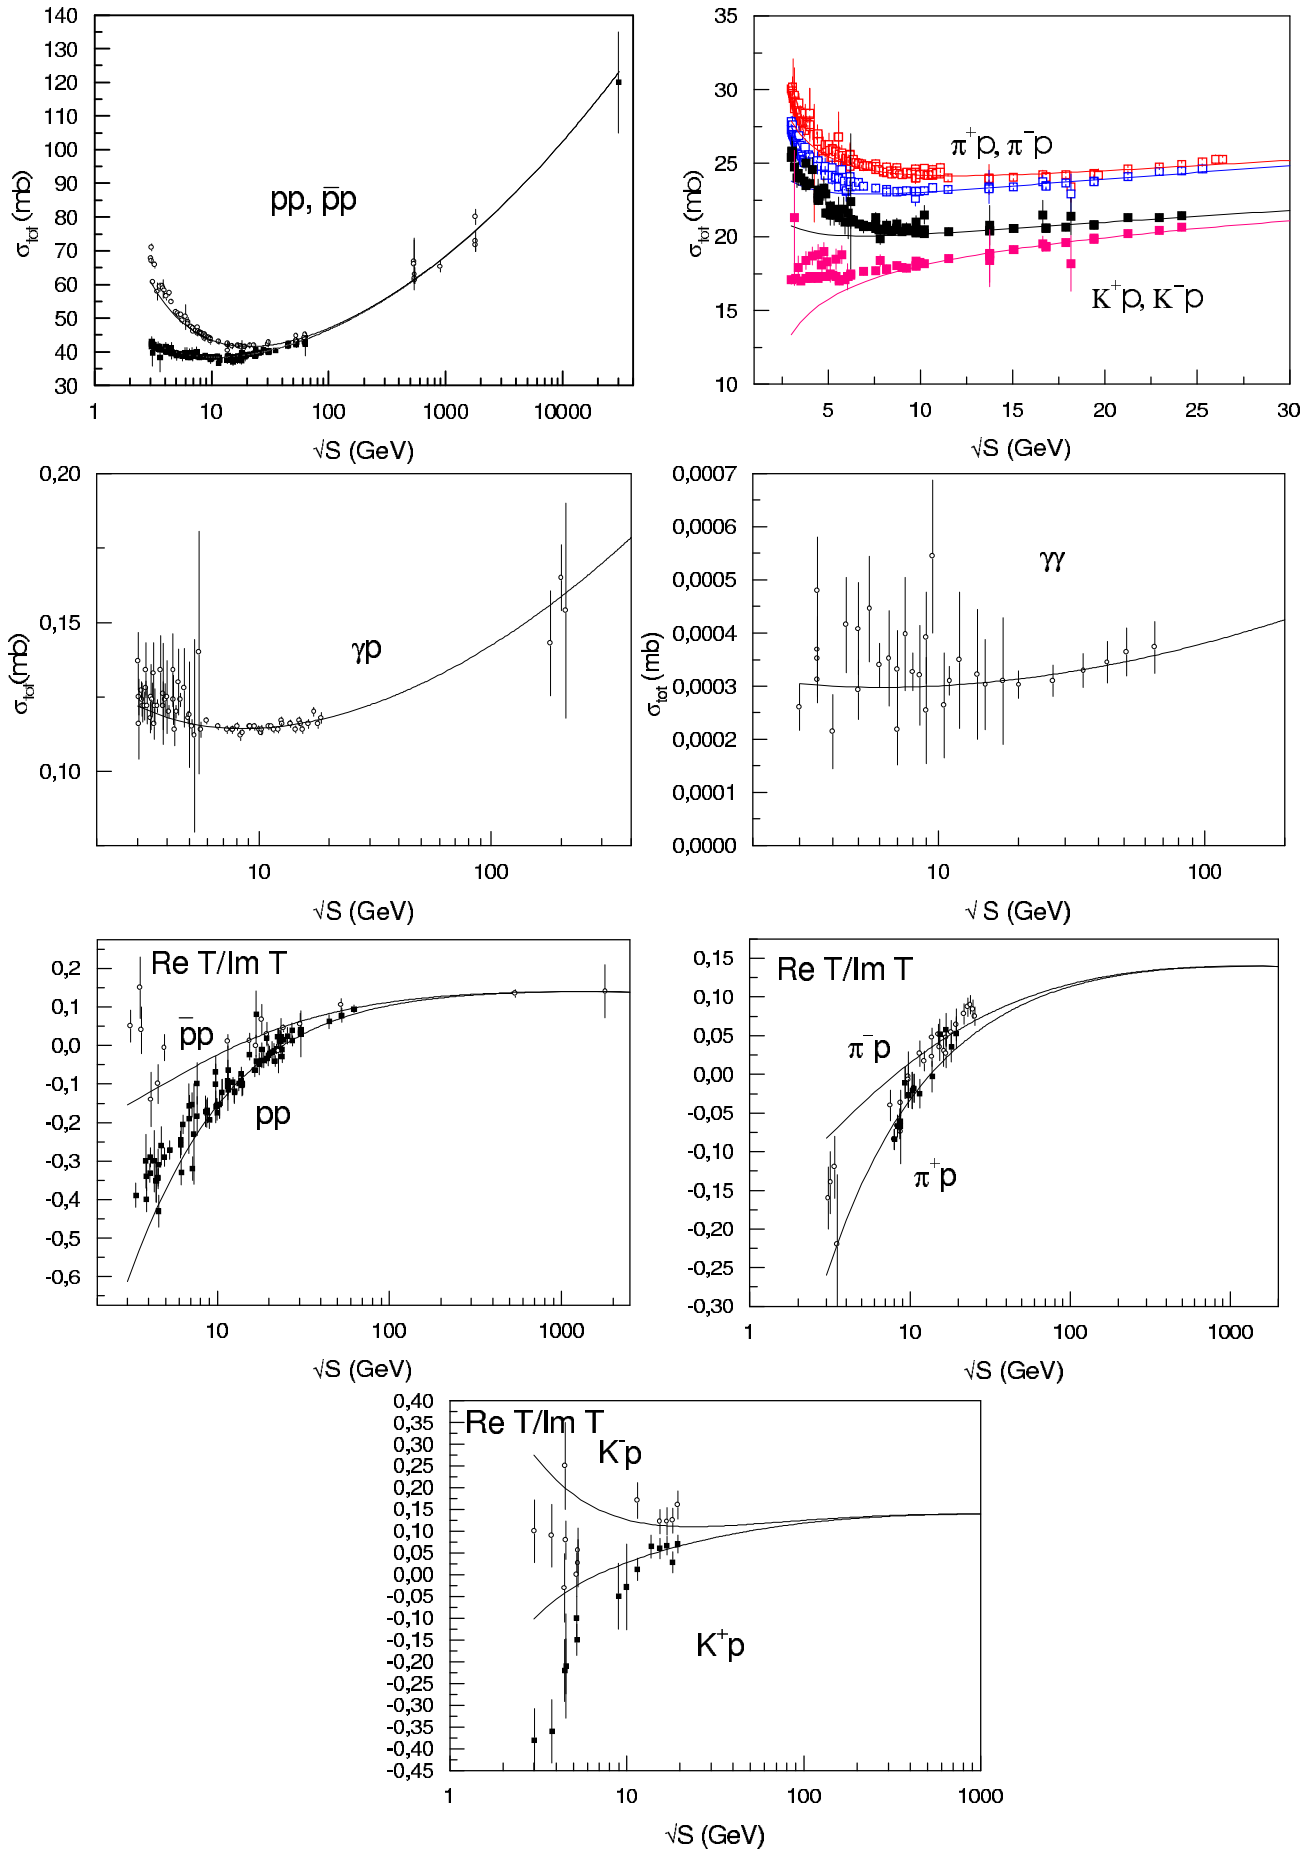 140
130
120
110
100
90
80
70
60
50
40
30
σtot (mb)
pp, p̅p
1 10 100 1000 10000
√S (GeV)
35
30
25
20
15
10
σtot (mb)
π⁺p, π⁻p
K⁺p, K⁻p
5 10 15 20 25 30
√S (GeV)
0,20
0,15
0,10
σtot (mb)
γp
10 100
√S (GeV)
0,0007
0,0006
0,0005
0,0004
0,0003
0,0002
0,0001
0,0000
σtot (mb)
γγ
10 100
√S (GeV)
Re T/Im T
0,2
0,1
0,0
-0,1
-0,2
-0,3
-0,4
-0,5
-0,6
p̅p
pp
10 100 1000
√S (GeV)
Re T/Im T
0,15
0,10
0,05
0,00
-0,05
-0,10
-0,15
-0,20
-0,25
-0,30
π⁻p
π⁺p
1 10 100 1000
√S (GeV)
Re T/Im T
0,40
0,35
0,30
0,25
0,20
0,15
0,10
0,05
0,00
-0,05
-0,10
-0,15
-0,20
-0,25
-0,30
-0,35
-0,40
-0,45
K⁻p
K⁺p
1 10 100 1000
√S (GeV)